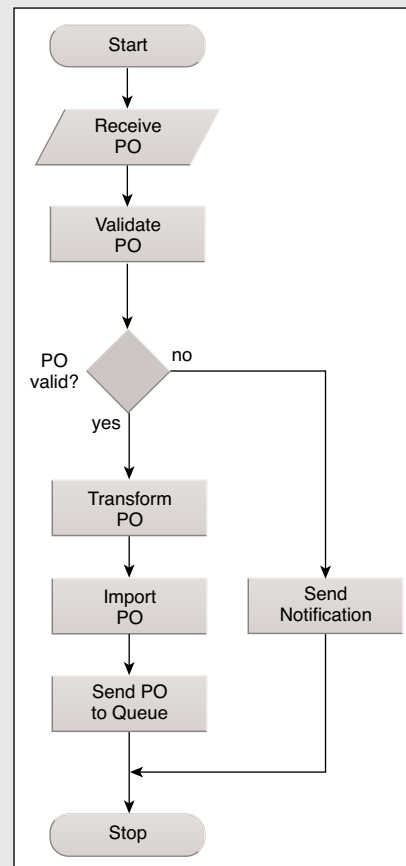 Start
Receive
PO
Validate
PO
PO
valid?
no
yes
Transform
PO
Import
PO
Send
Notification
Send PO
to Queue
Stop